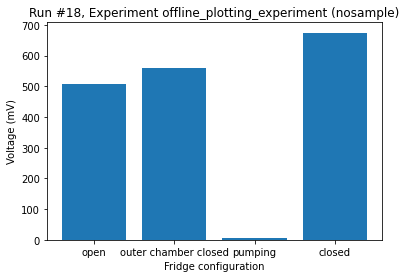 Run #18, Experiment offline_plotting_experiment (nosample)
700
600
500
400
300
200
100
0
Voltage (mV)
open outer chamber closed pumping closed
Fridge configuration